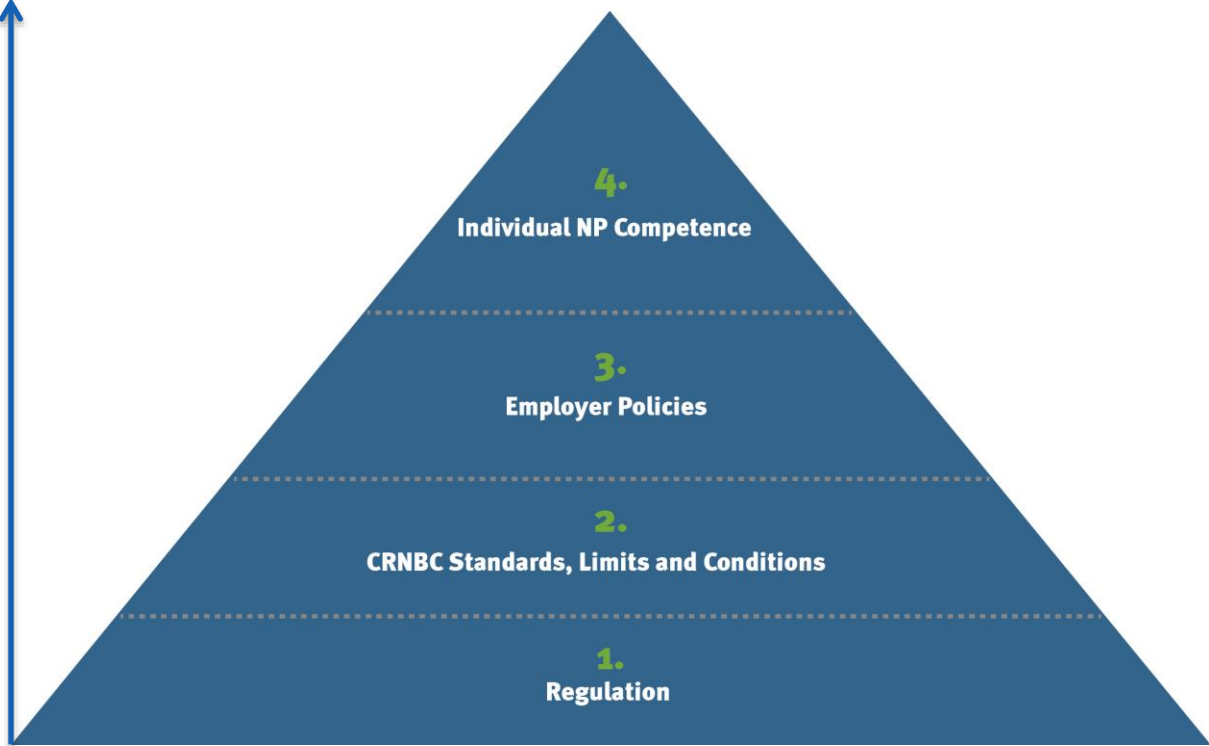 4.
Individual NP Competence
3.
Employer Policies
2.
CRNBC Standards, Limits and Conditions
1.
Regulation